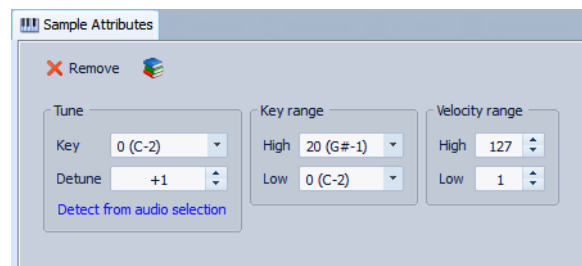 Sample Attributes
Remove
Tune
Key 0 (C-2)
Detune +1
Detect from audio selection
Key range
High 20 (G#-1)
Low 0 (C-2)
Velocity range
High 127
Low 1